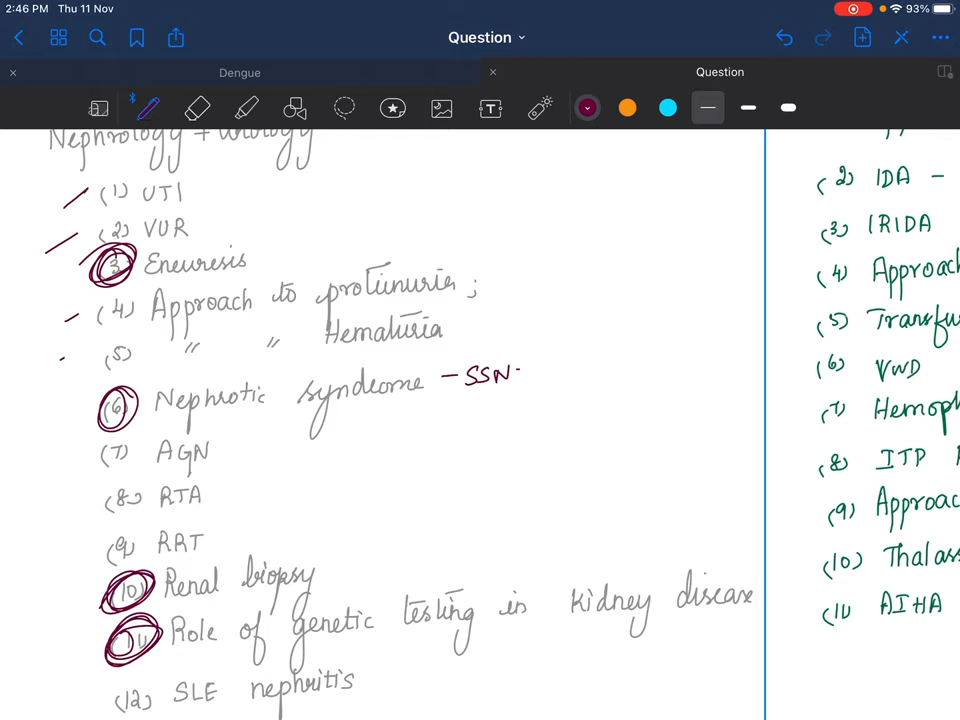 2:46 PM Thu 11 Nov
93%
Question
Dengue
Question
Nephrology + urology
(1) UTI
(2) VUR
(3) Eneuresis
(4) Approach to proteinuria ;
(5) " " Hematuria
(6) Nephrotic syndrome - SSN.
(7) AGN
(8) RTA
(9) RRT
(10) Renal biopsy
(11) Role of genetic testing in kidney disease
(12) SLE nephritis
(2) IDA -
(3) IRIDA
(4) Approach
(5) Transfu
(6) VWD
(7) Hemoph
(8) ITP
(9) Approac
(10) Thalass
(11 AIHA